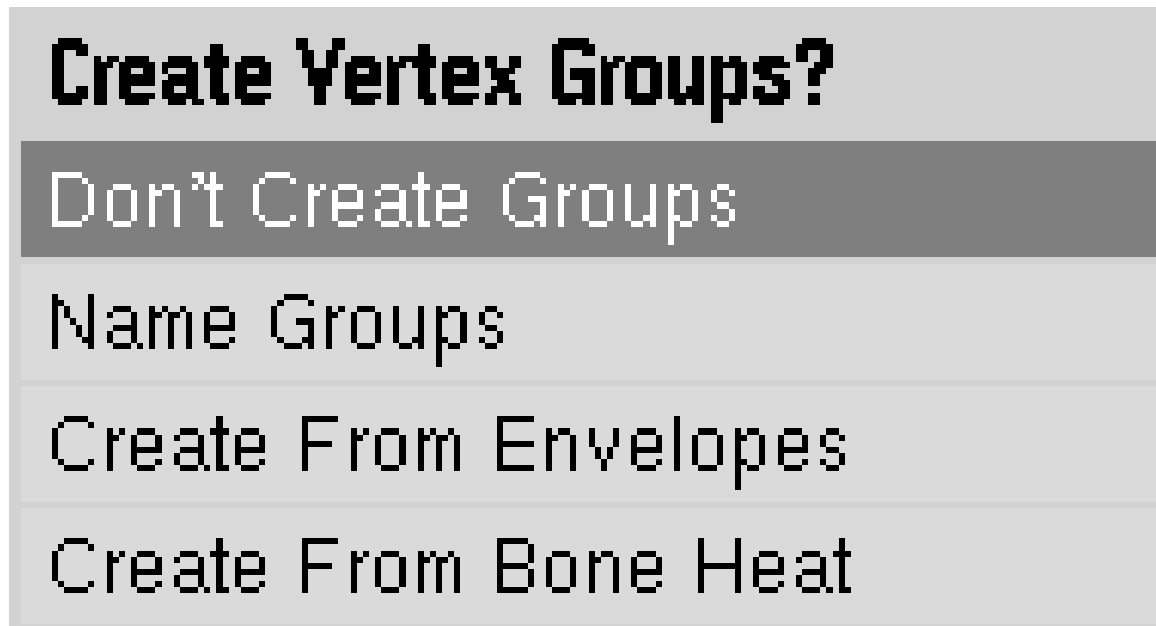 Create Vertex Groups?
Don't Create Groups
Name Groups
Create From Envelopes
Create From Bone Heat